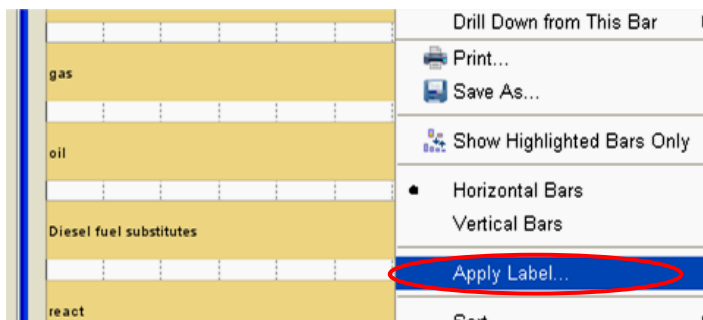 Drill Down from This Bar
Print...
Save As...
Show Highlighted Bars Only
Horizontal Bars
Vertical Bars
Apply Label...
gas
oil
Diesel fuel substitutes
react